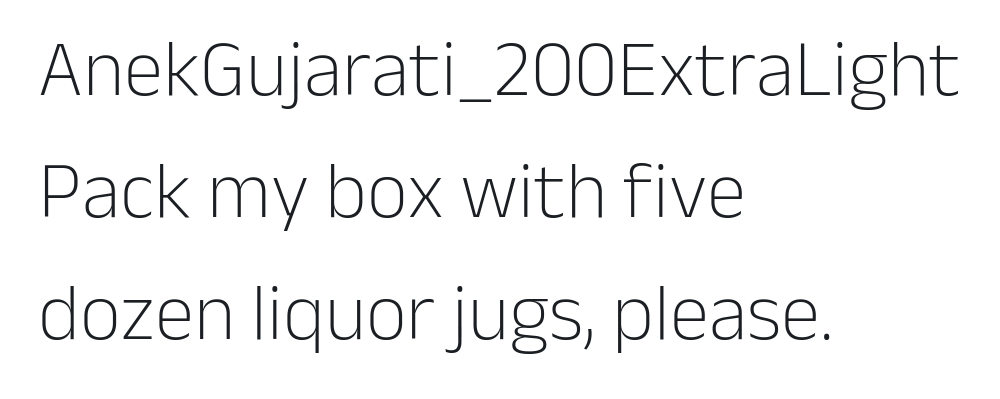 AnekGujarati_200ExtraLight
Pack my box with five
dozen liquor jugs, please.